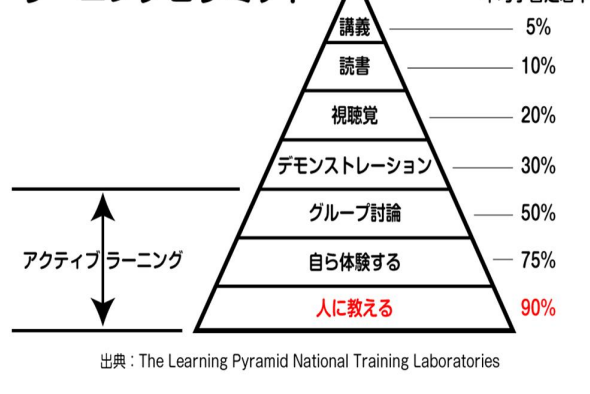 講義 5%
読書 10%
視聴覚 20%
デモンストレーション 30%
グループ討論 50%
アクティブラーニング
自ら体験する 75%
人に教える 90%
出典：The Learning Pyramid National Training Laboratories